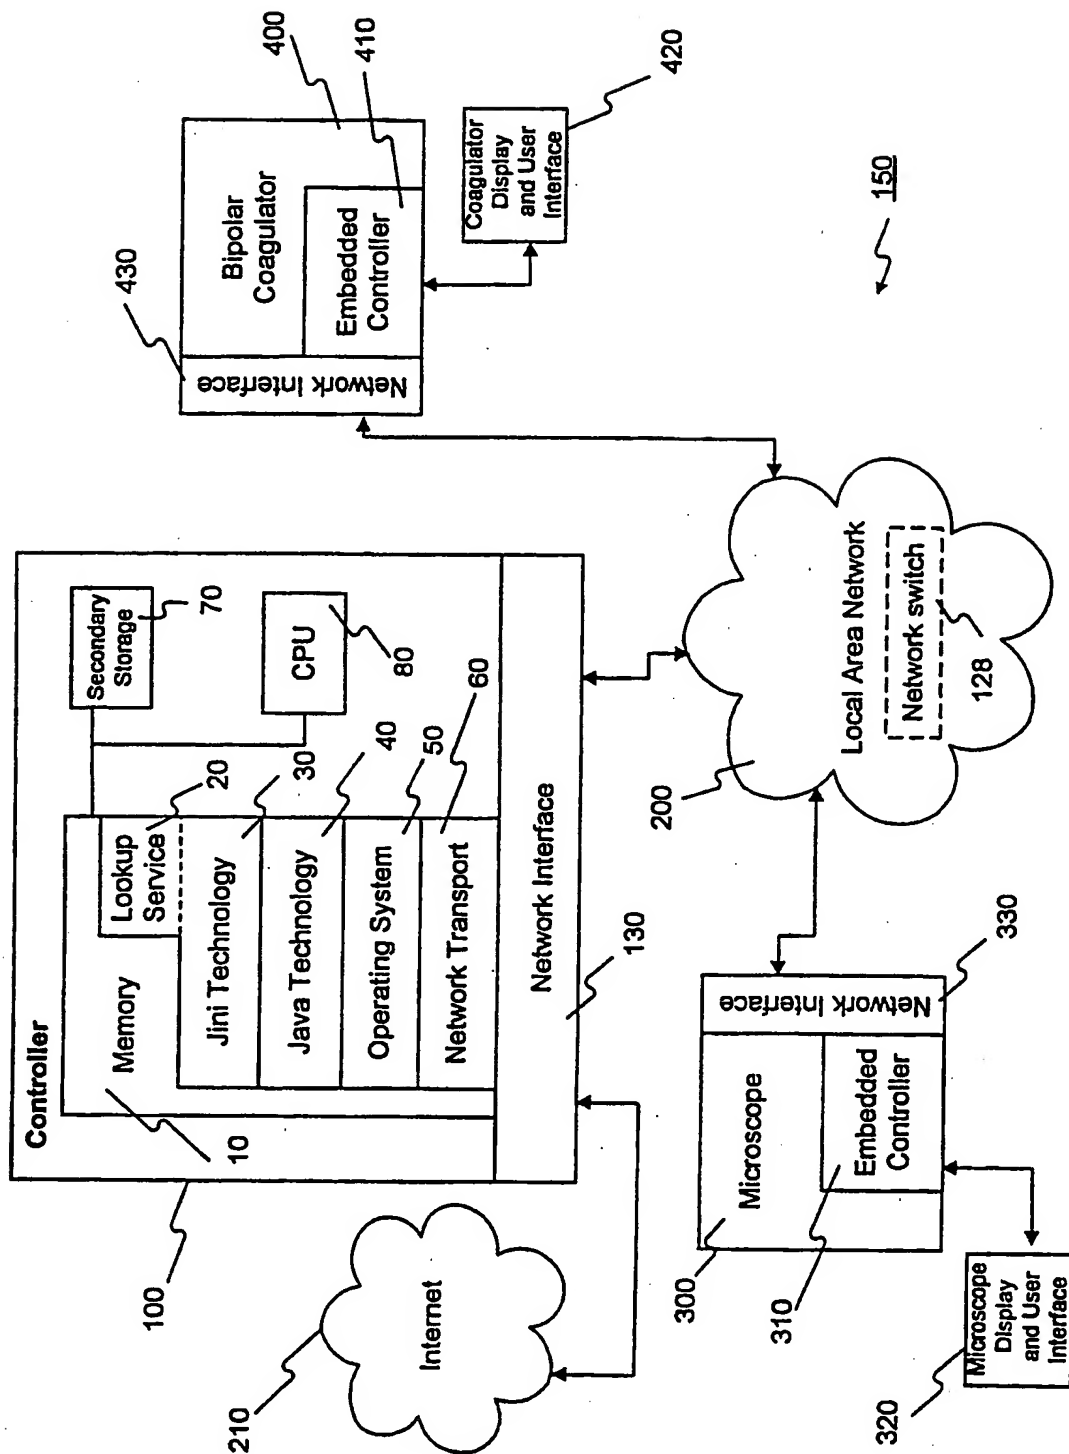 Controller
100
Memory
10
Lookup
Service
20
Jini Technology
30
Java Technology
40
Operating System
50
Network Transport
60
Secondary
Storage
70
CPU
80
Network Interface
130
Internet
210
Bipolar
Coagulator
400
Embedded
Controller
410
Network Interface
430
Coagulator
Display
and User
Interface
420
Local Area Network
200
Network switch
128
Microscope
300
Embedded
Controller
310
Network Interface
330
Microscope
Display
and User
Interface
320
150